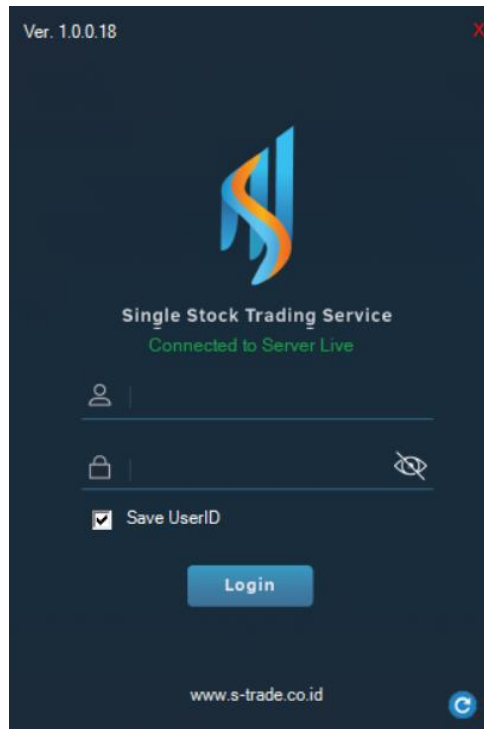 Ver. 1.0.0.18
X
Single Stock Trading Service
Connected to Server Live
Save UserID
Login
www.s-trade.co.id